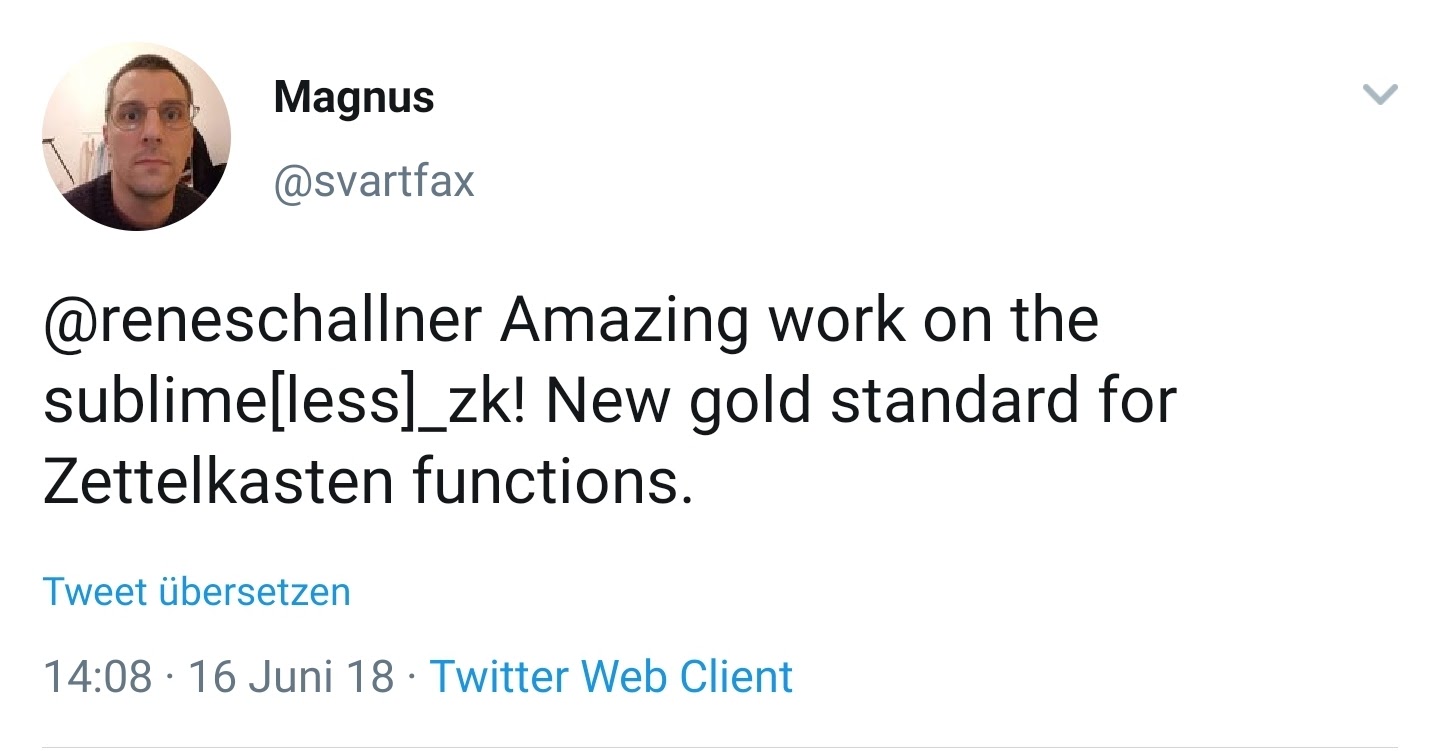 Magnus
@svartfax
@reneschallner Amazing work on the
sublime[less]_zk! New gold standard for
Zettelkasten functions.
Tweet übersetzen
14:08 · 16 Juni 18 · Twitter Web Client